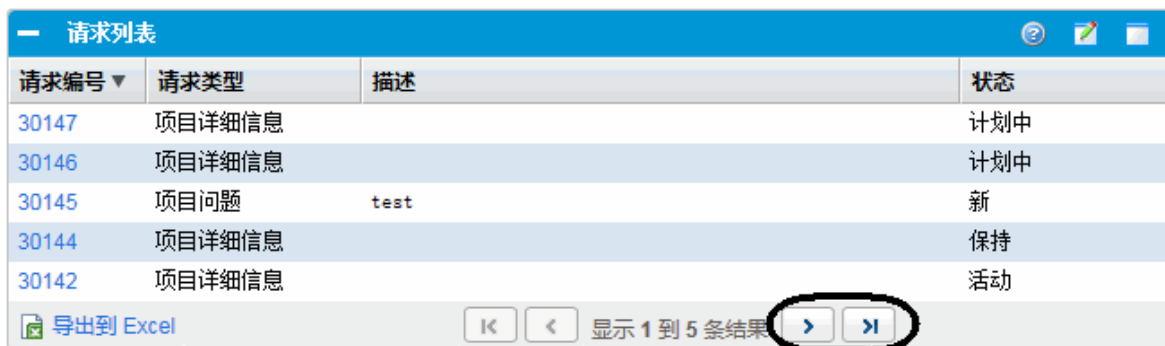 请求列表
请求编号 请求类型 描述 状态
30147 项目详细信息 计划中
30146 项目详细信息 计划中
30145 项目问题 test 新
30144 项目详细信息 保持
30142 项目详细信息 活动
导出到 Excel 显示 1 到 5 条结果